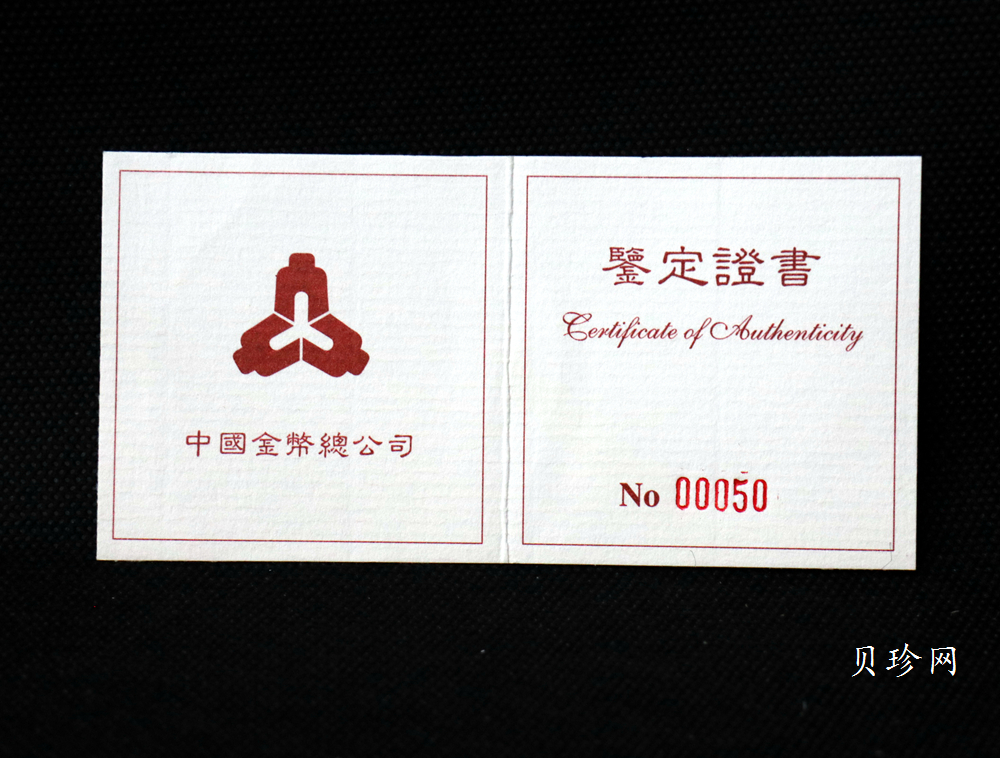 中國金幣總公司
鑒定證書
Certificate of Authenticity
No 00050
贝珍网